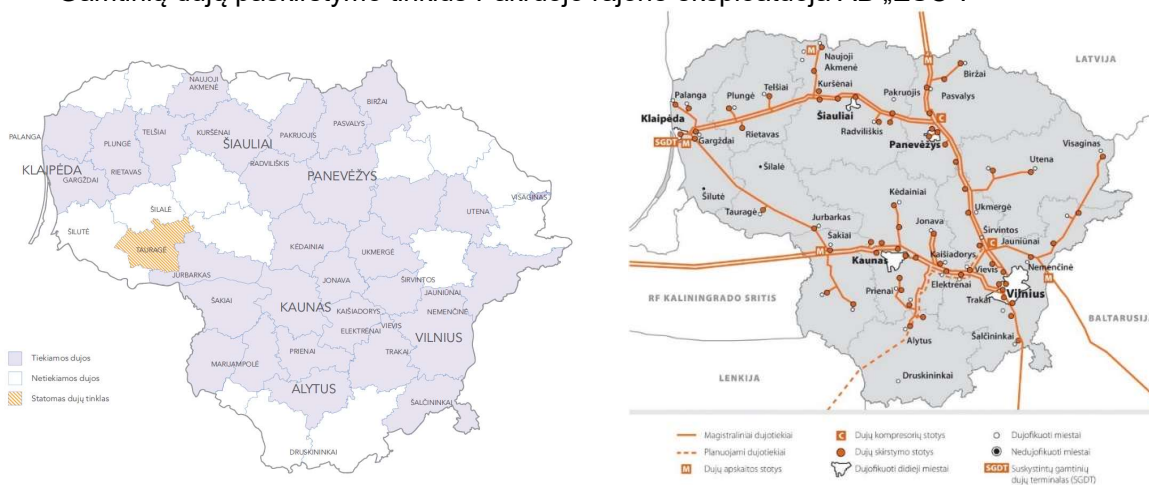 Gamtinių dujų paskirstymo tinklus Pakruojo rajone eksploatuoja AB „ESO“.
NAUJOJI
AKMENĖ
BIRŽAI
PALANGA
PLUNGĖ
TELŠIAI
KURŠĖNAI
ŠIAULIAI
PAKRUOJIS
PASVALYS
KLAIPĖDA
GARGŽDAI
RIETAVAS
RADVILIŠKIS
PANEVĖŽYS
VISAGINAS
UTENA
ŠILALĖ
ŠILUTĖ
TAURAGĖ
KĖDAINIAI
UKMERGĖ
JURBARKAS
JONAVA
ŠIRVINTOS
ŠAKIAI
KAUNAS
KAIŠIADORYS
JAUNIŪNAI
NEMENČINĖ
ELEKTRĖNAI
VIEVIS
VILNIUS
MARIJAMPOLĖ
PRIENAI
TRAKAI
ALYTUS
ŠALČININKAI
DRUSKININKAI
Tiekiamos dujos
Netiekiamos dujos
Statomas dujų tinklas
M
Naujoji
Akmenė
M
Biržai
LATVIJA
Palanga
Plungė
Telšiai
Kuršėnai
Pakruojis
Pasvalys
Klaipėda
Šiauliai
C
SGDT
M
Gargždai
Rietavas
Radviliškis
Panevėžys
Visaginas
Utena
Šilalė
Šilutė
Kėdainiai
Tauragė
Ukmergė
Jurbarkas
Jonava
Širvintos
M
Šakiai
C
Jauniūnai
Kaunas
Kaišiadorys
Vievis
Nemenčinė
M
Elektrėnai
Prienai
Vilnius
RF KALININGRADO SRITIS
Trakai
BALTARUSIJA
Alytus
Šalčininkai
LENKIJA
Druskininkai
Magistraliniai dujotiekiai
C
Dujų kompresorių stotys
Dujofikuoti miestai
Planuojami dujotiekiai
Dujų skirstymo stotys
Nedujofikuoti miestai
M
Dujų apskaitos stotys
Dujofikuoti didieji miestai
SGDT
Suskystintų gamtinių
dujų terminalas (SGDT)